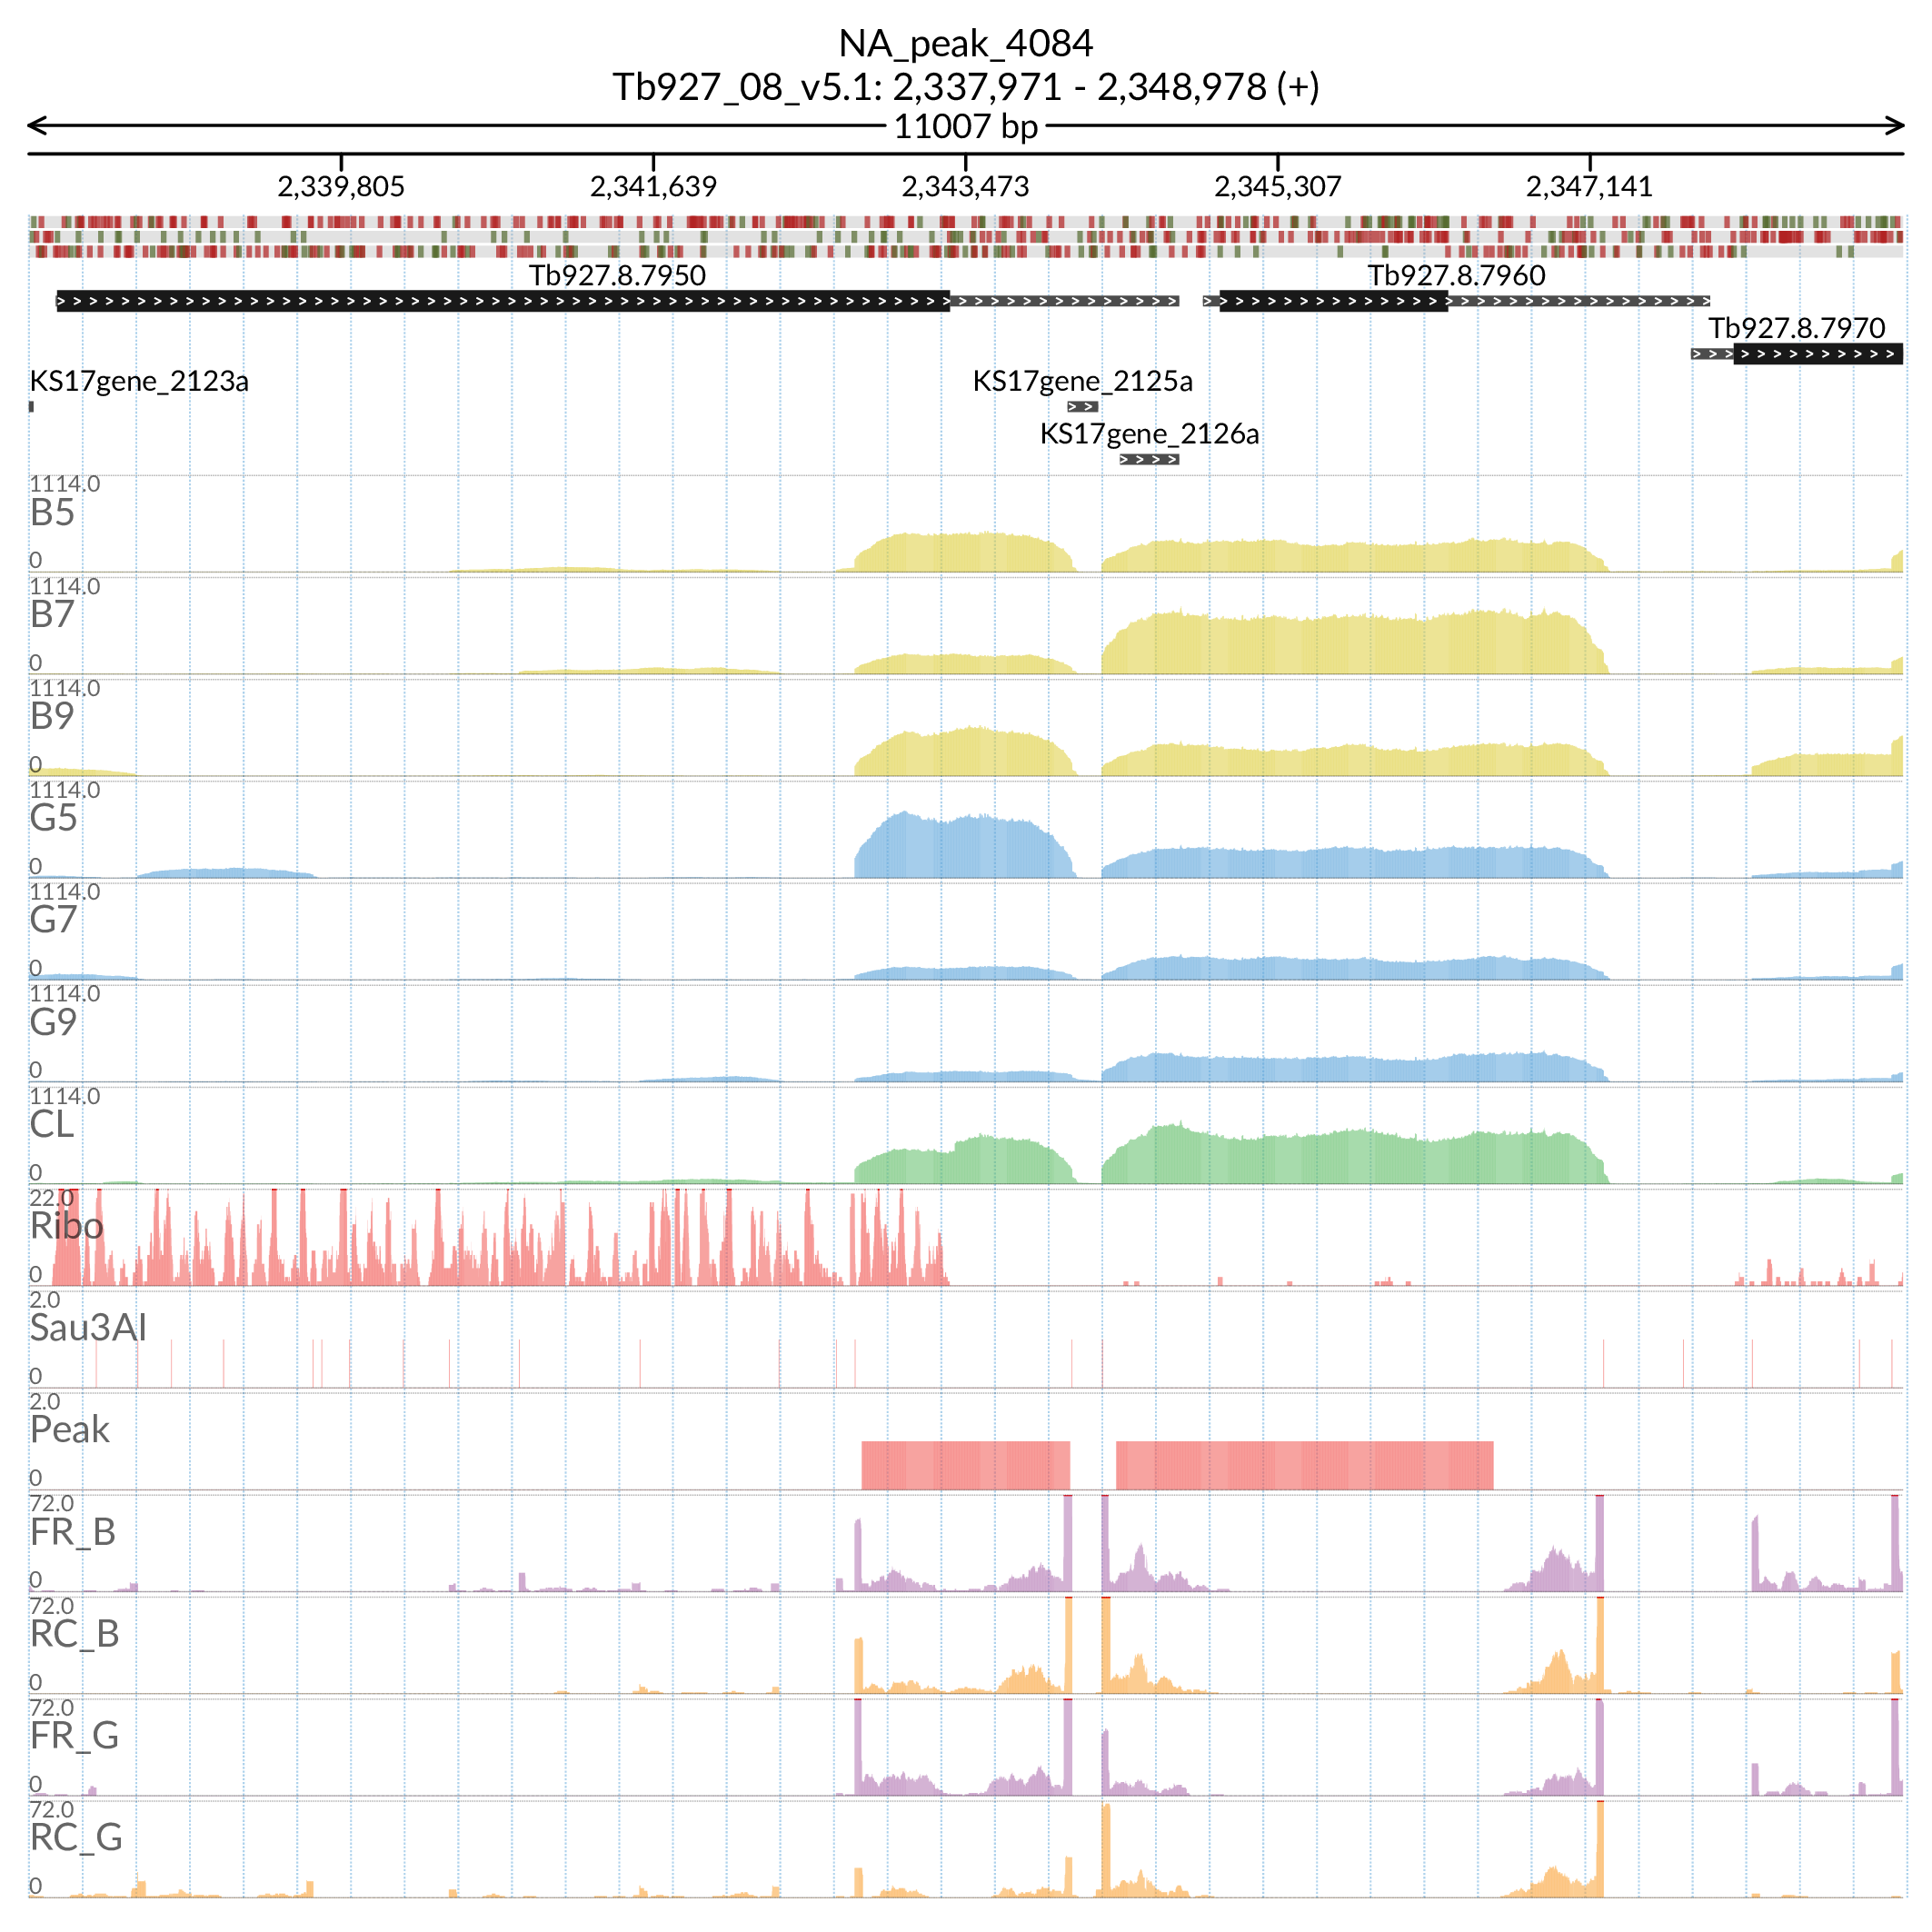 NA_peak_4084
Tb927_08_v5.1: 2,337,971 - 2,348,978 (+)
11007 bp
2,339,805 2,341,639 2,343,473 2,345,307 2,347,141
Tb927.8.7950 Tb927.8.7960
Tb927.8.7970
KS17gene_2123a KS17gene_2125a
KS17gene_2126a
1114.0
B5
0
1114.0
B7
0
1114.0
B9
0
1114.0
G5
0
1114.0
G7
0
1114.0
G9
0
1114.0
CL
0
22.0
Ribo
0
2.0
Sau3AI
0
2.0
Peak
0
72.0
FR_B
0
72.0
RC_B
0
72.0
FR_G
0
72.0
RC_G
0